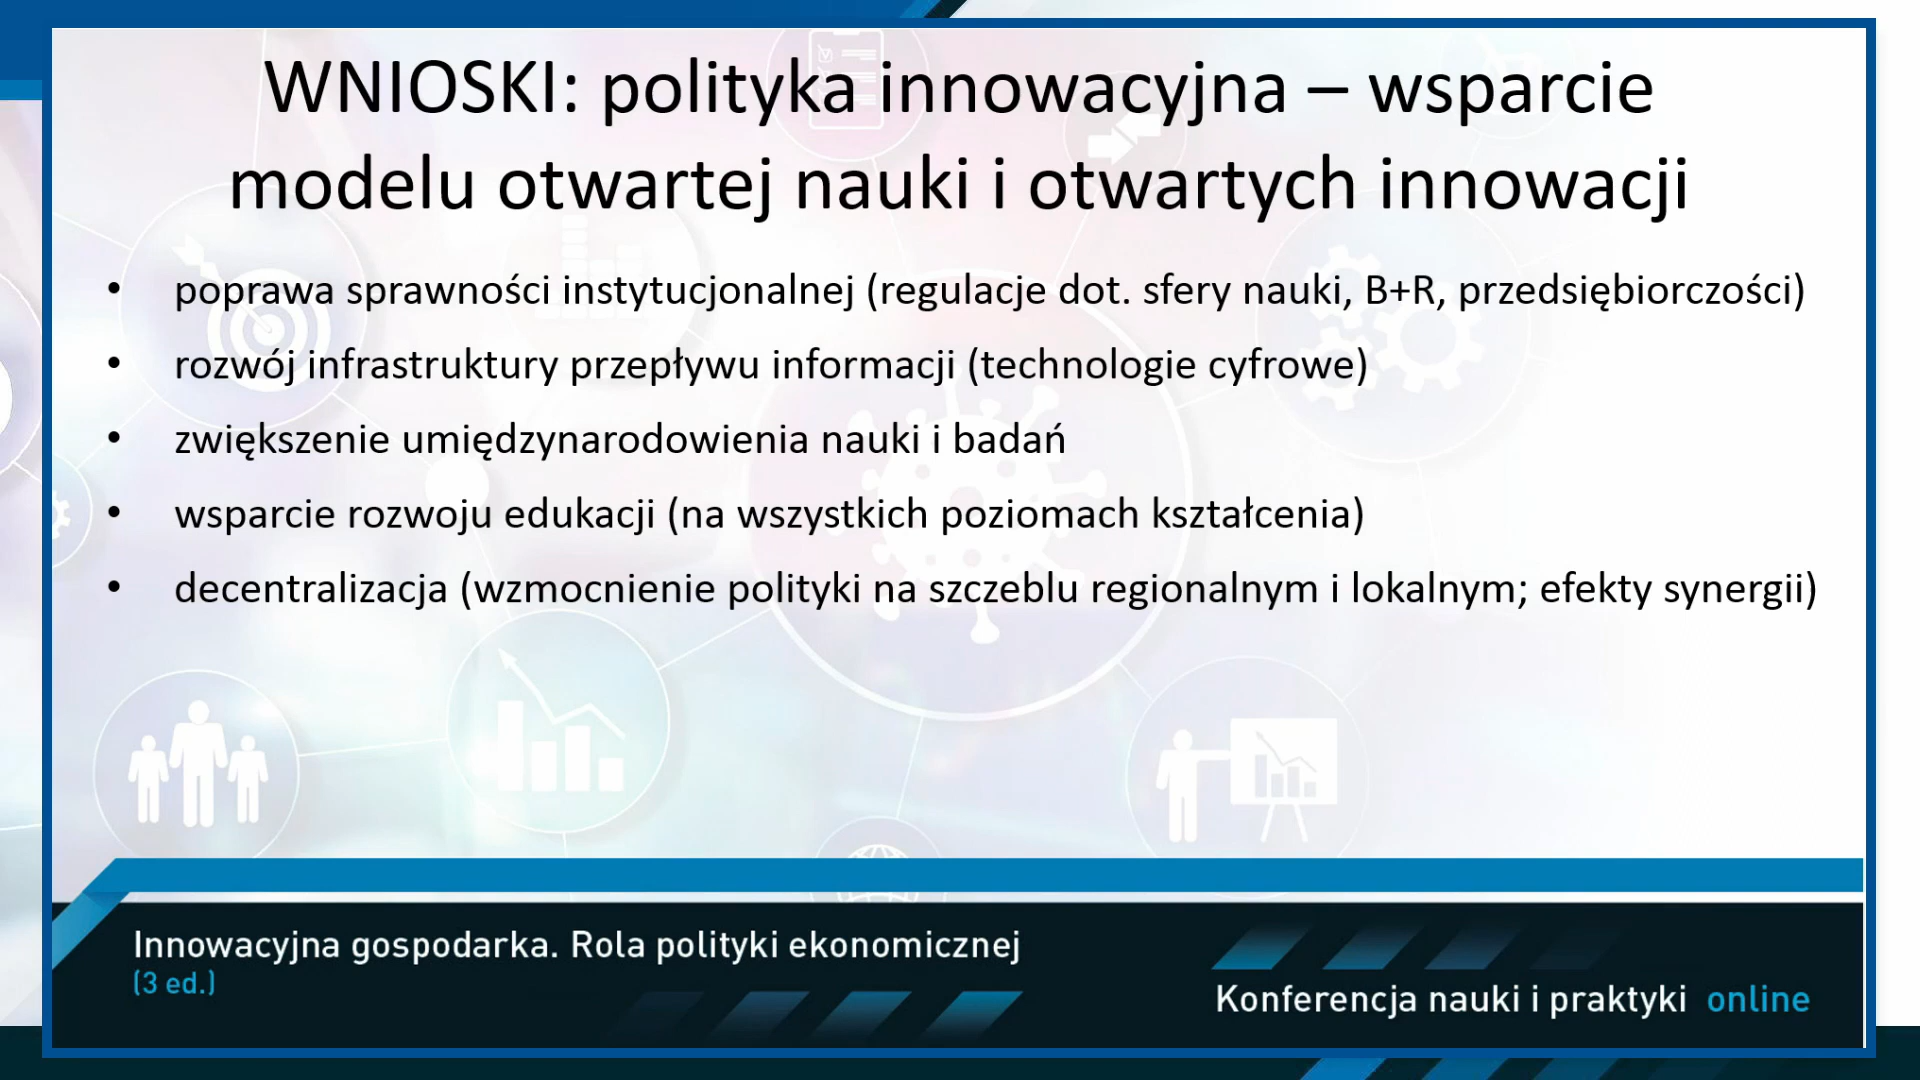 WNIOSKI: polityka innowacyjna – wsparcie
modelu otwartej nauki i otwartych innowacji
• poprawa sprawności instytucjonalnej (regulacje dot. sfery nauki, B+R, przedsiębiorczości)
• rozwój infrastruktury przepływu informacji (technologie cyfrowe)
• zwiększenie umiędzynarodowienia nauki i badań
• wsparcie rozwoju edukacji (na wszystkich poziomach kształcenia)
• decentralizacja (wzmocnienie polityki na szczeblu regionalnym i lokalnym; efekty synergii)
Innowacyjna gospodarka. Rola polityki ekonomicznej
(3 ed.)
Konferencja nauki i praktyki online